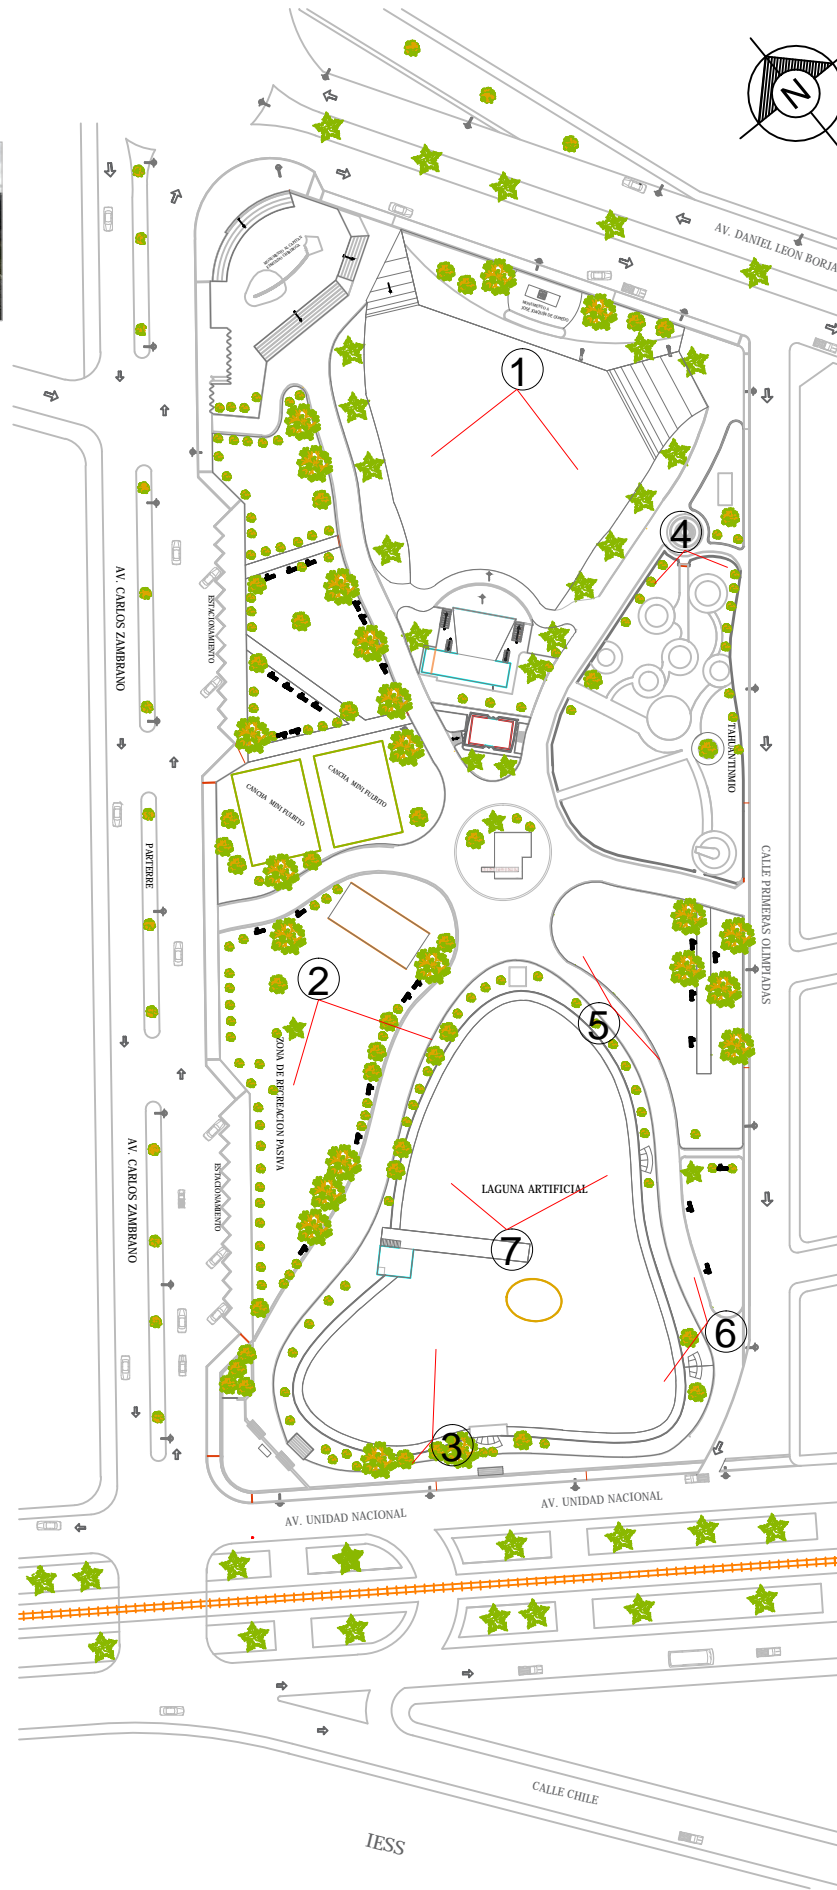 N
AV. DANIEL LEON BORJA
MONUMENTO A
1
4
AV. CARLOS ZAMBRANO
ESTACIONAMIENTO
TAHUANTINMIO
CANCHA MINI FULBITO
CANCHA MINI FULBITO
PARTERRE
CALLE PRIMERAS OLIMPIADAS
2
5
ZONA DE RECREACION PASIVA
AV. CARLOS ZAMBRANO
ESTACIONAMIENTO
LAGUNA ARTIFICIAL
7
6
3
AV. UNIDAD NACIONAL
AV. UNIDAD NACIONAL
CALLE CHILE
IESS